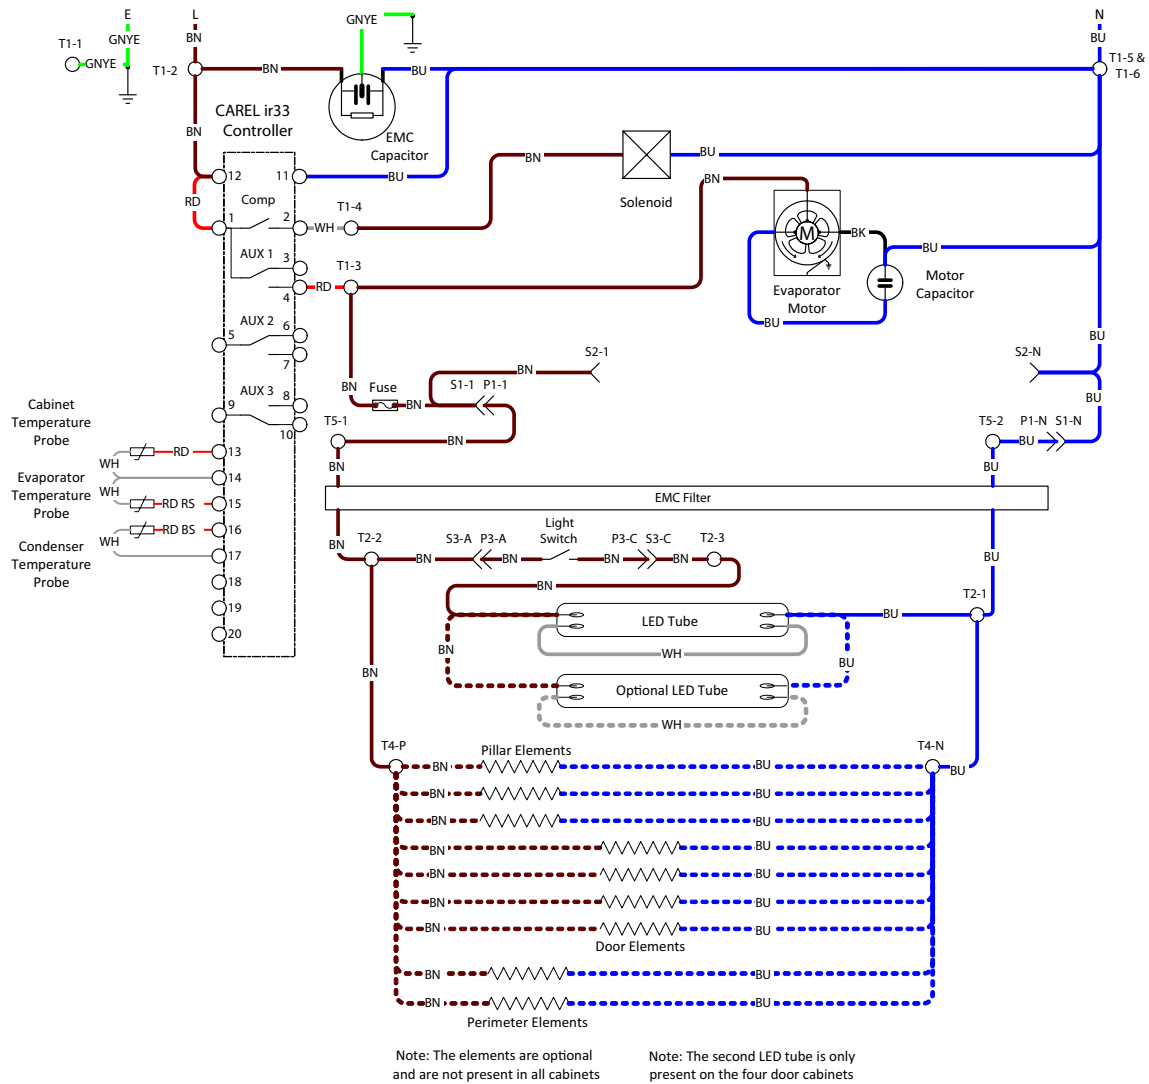 E
L
GNYE
N
BN
GNYE
BU
T1-1
GNYE
T1-2
BN
BU
T1-5 &
T1-6
CAREL ir33
Controller
BN
EMC
Capacitor
BN
BU
Solenoid
12
11
BU
BN
RD
Comp
1
2
WH
T1-4
M
BK
BU
AUX 1
3
T1-3
4
RD
Evaporator
Motor
Motor
Capacitor
BU
AUX 2
5
6
7
BU
S2-1
S2-N
BN
BN
Fuse
BN
S1-1
P1-1
BU
AUX 3
8
9
10
Cabinet
Temperature
Probe
T5-1
BN
T5-2
BU
P1-N
S1-N
RD
13
WH
14
BN
BU
Evaporator
Temperature
Probe
WH
RD RS
15
EMC Filter
RD BS
16
WH
17
Condenser
Temperature
Probe
18
19
20
BN
T2-2
BN
S3-A
P3-A
BN
Light
Switch
BN
P3-C
S3-C
BN
T2-3
BU
BN
T2-1
LED Tube
BU
BN
WH
BU
BN
Optional LED Tube
WH
T4-P
Pillar Elements
T4-N
BN
BU
BU
BN
BU
BN
BU
BN
BU
BN
BU
BN
BU
BN
BU
Door Elements
BN
BU
BN
BU
Perimeter Elements
Note: The elements are optional
and are not present in all cabinets
Note: The second LED tube is only
present on the four door cabinets